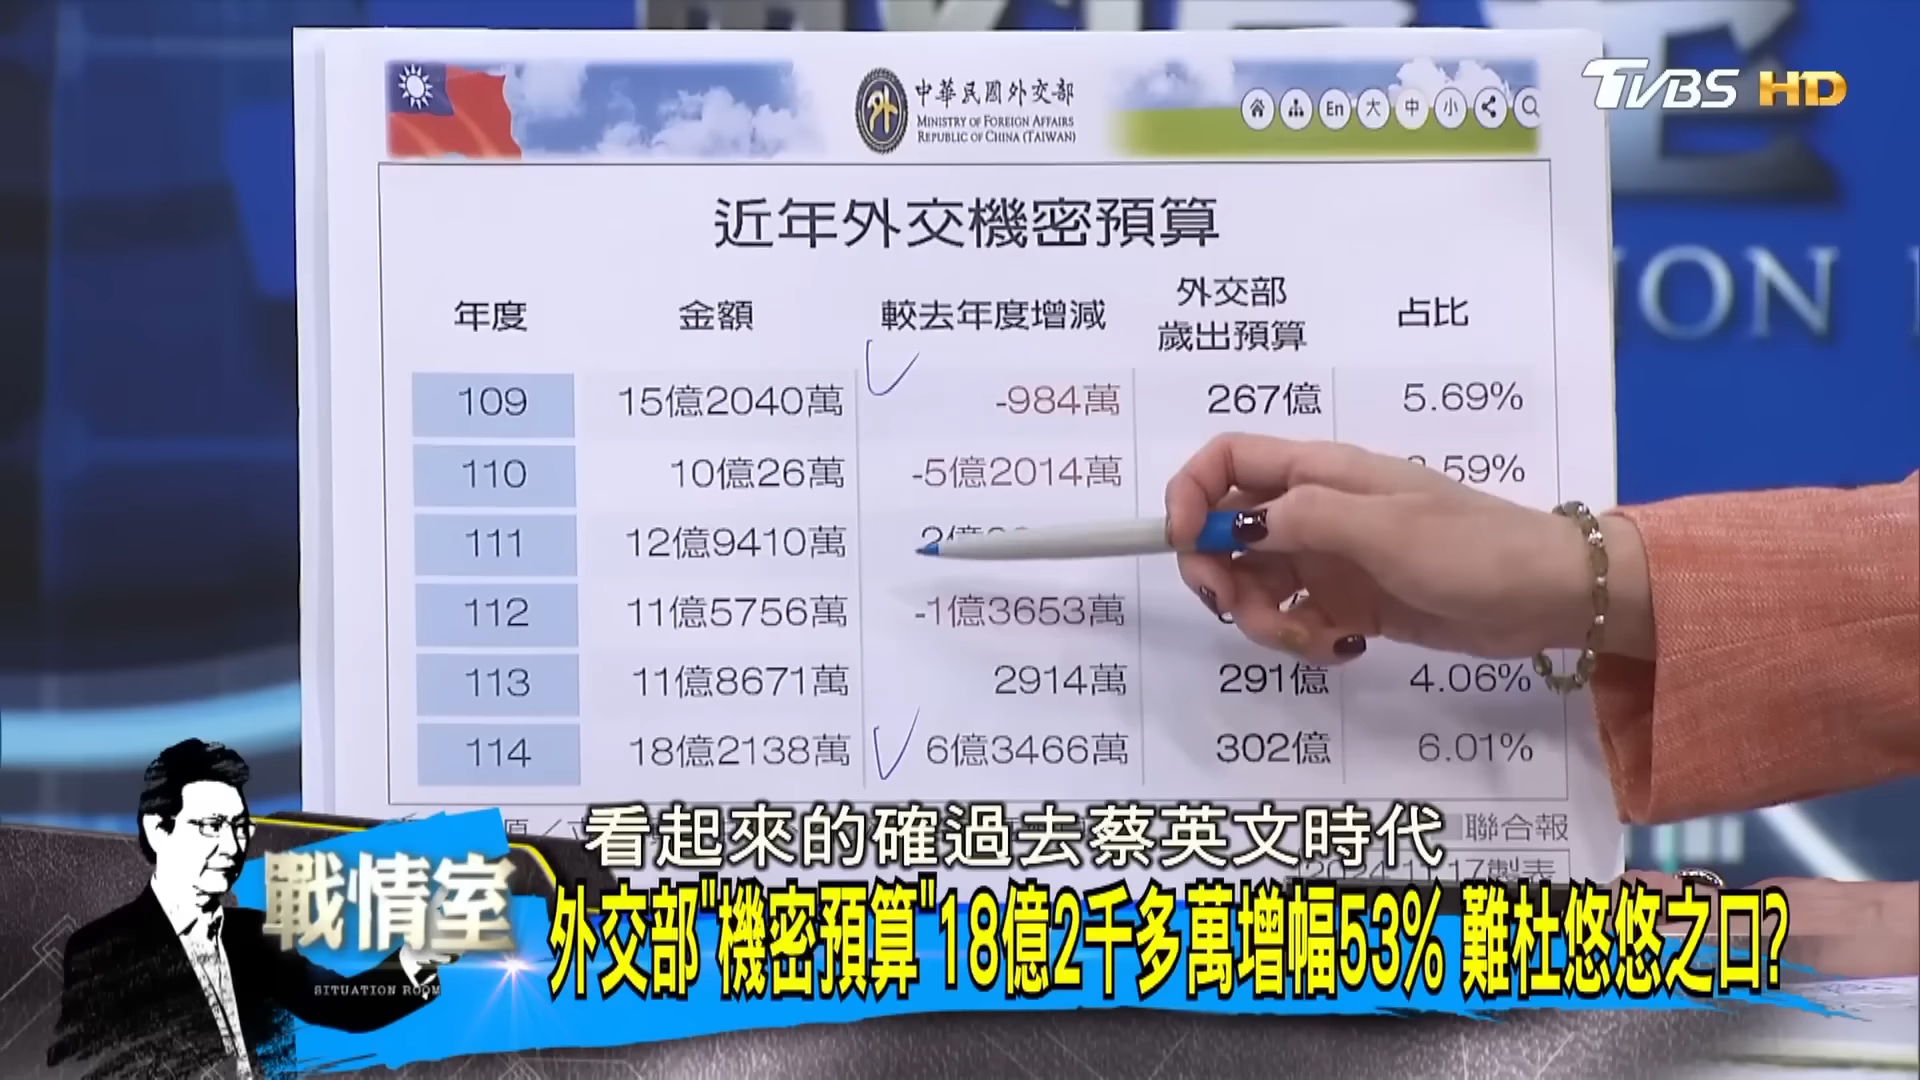 TVBS HD
中華民國外交部
MINISTRY OF FOREIGN AFFAIRS
REPUBLIC OF CHINA (TAIWAN)
En 大 中 小
近年外交機密預算
年度 金額 較去年度增減 外交部歲出預算 占比
109 15億2040萬 -984萬 267億 5.69%
110 10億26萬 -5億2014萬 59%
111 12億9410萬 2億
112 11億5756萬 -1億3653萬
113 11億8671萬 2914萬 291億 4.06%
114 18億2138萬 6億3466萬 302億 6.01%
聯合報
2024.11.17製表
ION
看起來的確過去蔡英文時代
戰情室
SITUATION ROOM
外交部"機密預算"18億2千多萬增幅53% 難杜悠悠之口?